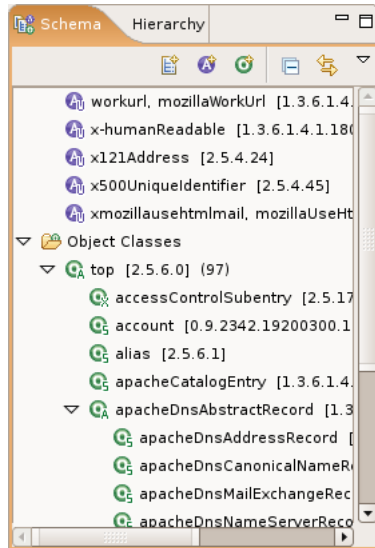 Schema
Hierarchy
workurl, mozillaWorkUrl [1.3.6.1.4.
x-humanReadable [1.3.6.1.4.1.180
x121Address [2.5.4.24]
x500UniqueIdentifier [2.5.4.45]
xmozillausehtmlmail, mozillaUseHt
Object Classes
top [2.5.6.0] (97)
accessControlSubentry [2.5.17
account [0.9.2342.19200300.1
alias [2.5.6.1]
apacheCatalogEntry [1.3.6.1.4.
apacheDnsAbstractRecord [1.3
apacheDnsAddressRecord [
apacheDnsCanonicalNameR
apacheDnsMailExchangeRec
apacheDnsNameServerReco